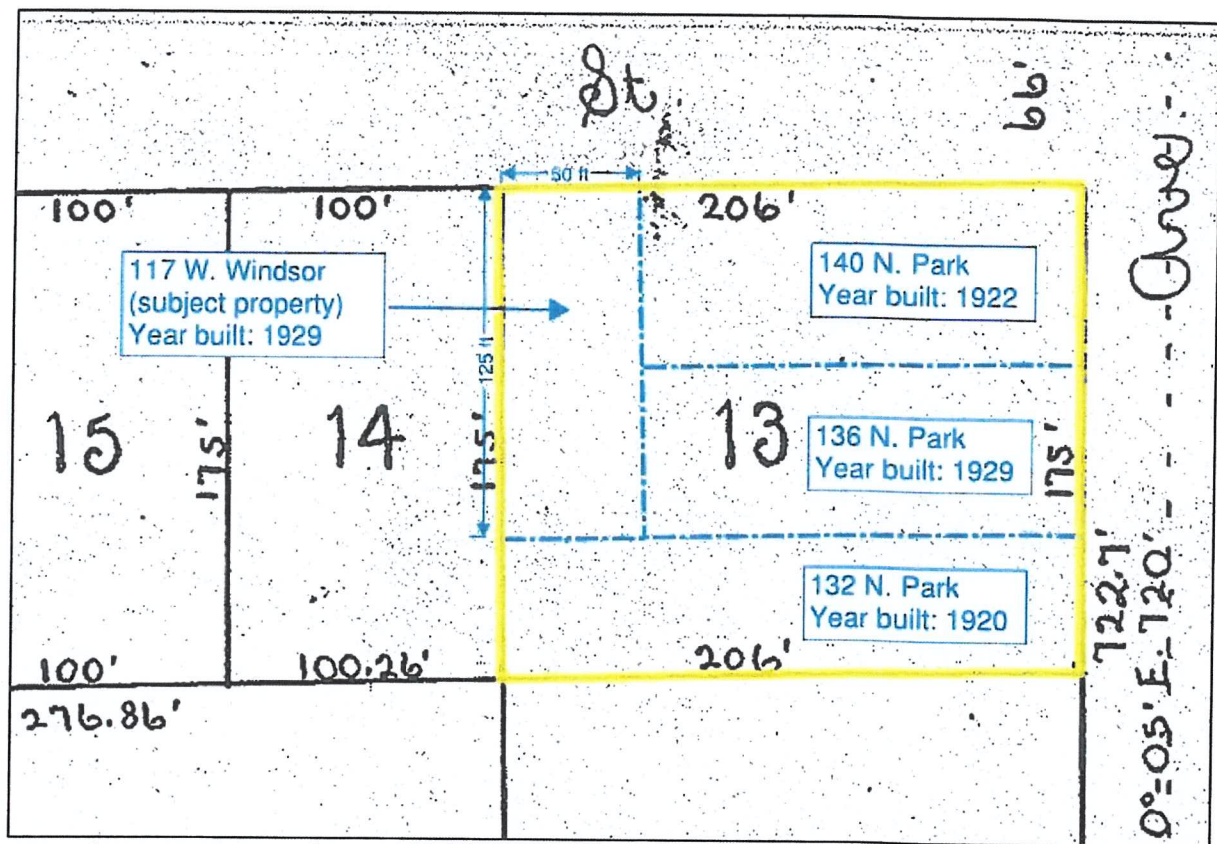 St.
66'
50 ft
100'
100'
206'
117 W. Windsor
(subject property)
Year built: 1929
140 N. Park
Year built: 1922
125 ft
15
175'
14
175'
13
136 N. Park
Year built: 1929
175'
132 N. Park
Year built: 1920
100'
100.26'
206'
276.86'
722.7'
0°=05' E. 720'